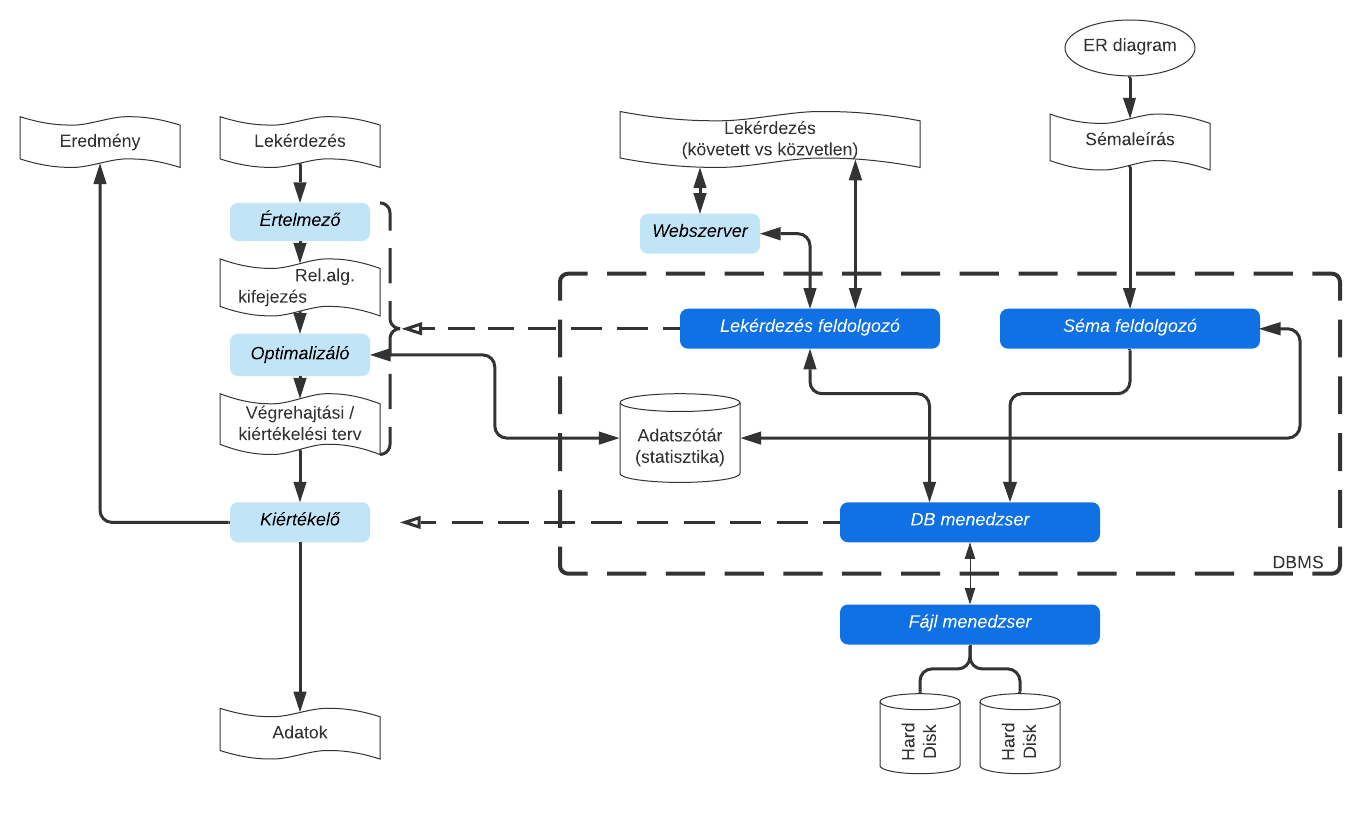 ER diagram
Eredmény
Lekérdezés
Lekérdezés
(követett vs közvetlen)
Sémaleírás
Értelmező
Webszerver
Rel.alg.
kifejezés
Lekérdezés feldolgozó
Séma feldolgozó
Optimalizáló
Végrehajtási /
kiértékelési terv
Adatszótár
(statisztika)
Kiértékelő
DB menedzser
DBMS
Fájl menedzser
Adatok
Hard
Disk
Hard
Disk